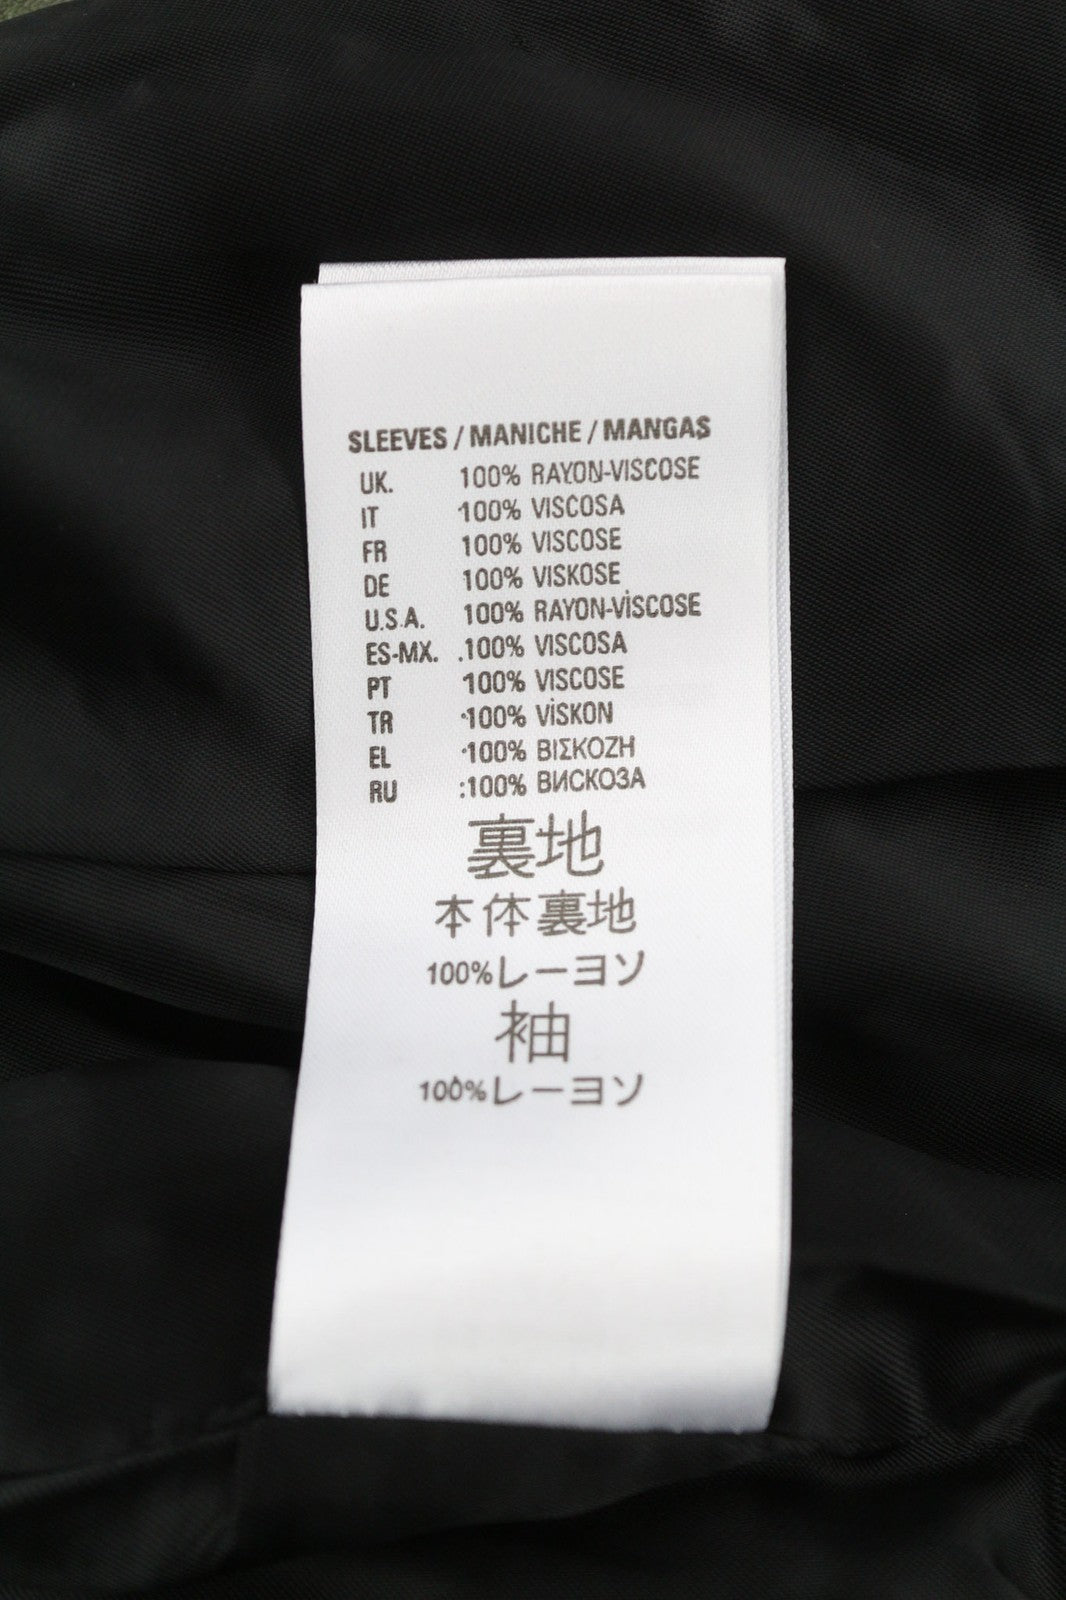 SLEEVES / MANICHE / MANGAS
UK. 100% RAYON-VISCOSE
IT 100% VISCOSA
FR 100% VISCOSE
DE 100% VISKOSE
U.S.A. 100% RAYON-VİSCOSE
ES-MX. .100% VISCOSA
PT 100% VISCOSE
TR 100% VİSKON
EL 100% ΒΙΣΚΟΖΗ
RU :100% ВИСКОЗА
裏地
本体裏地
100%レーヨソ
袖
100%レーヨソ